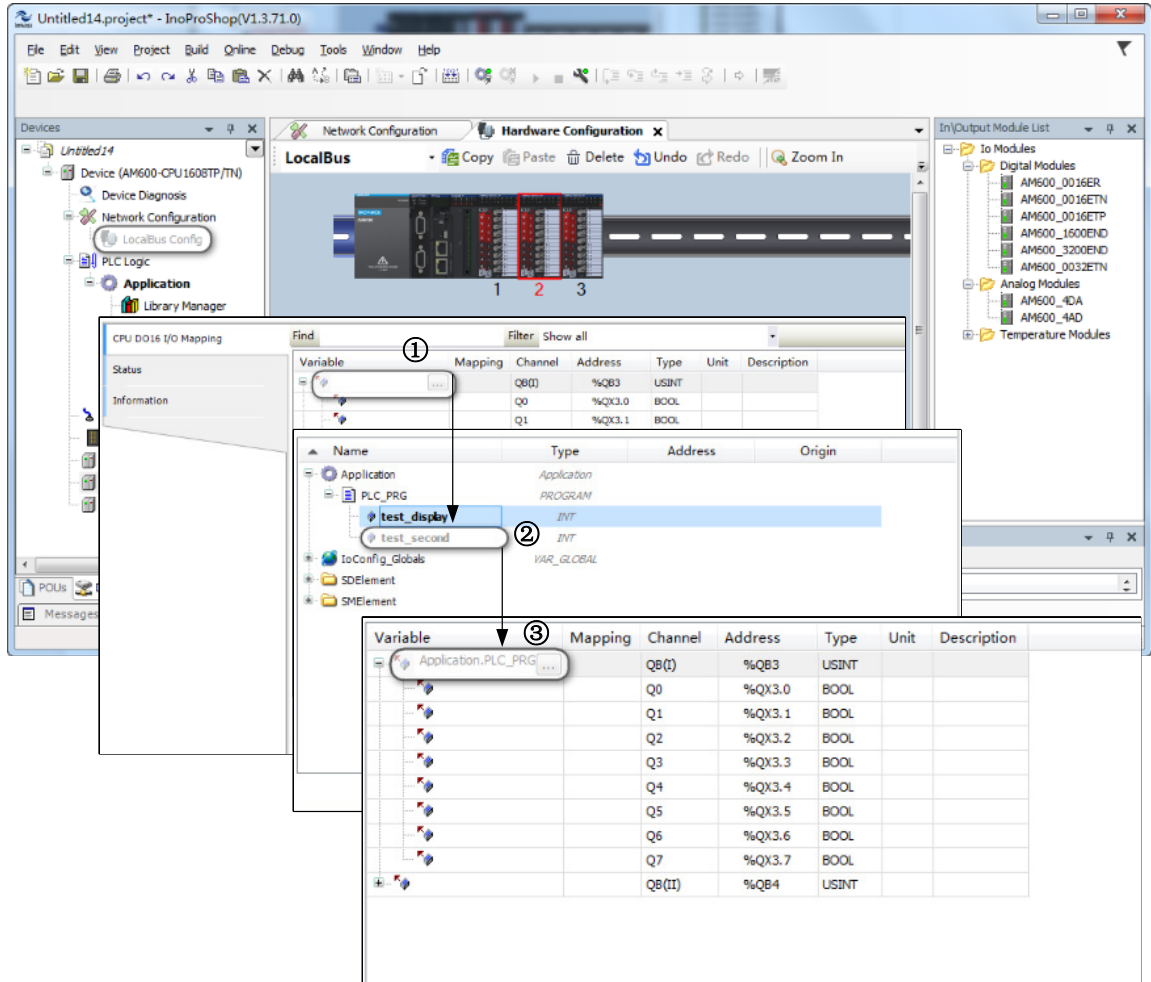 Untitled14.project* - InoProShop(V1.3.71.0)
File Edit View Project Build Online Debug Tools Window Help
Devices
Untitled14
Device (AM600-CPU1608TP/TN)
Device Diagnosis
Network Configuration
LocalBus Config
PLC Logic
Application
Library Manager
Network Configuration
Hardware Configuration
LocalBus
Copy Paste Delete Undo Redo Zoom In
1 2 3
In\Output Module List
Io Modules
Digital Modules
AM600_0016ER
AM600_0016ETN
AM600_0016ETP
AM600_1600END
AM600_3200END
AM600_0032ETN
Analog Modules
AM600_4DA
AM600_4AD
Temperature Modules
CPU DO16 I/O Mapping
Status
Information
Find
Filter Show all
①
Variable Mapping Channel Address Type Unit Description
... QB(I) %QB3 USINT
Q0 %QX3.0 BOOL
Q1 %QX3.1 BOOL
Name Type Address Origin
Application Application
PLC_PRG PROGRAM
test_display INT
test_second ② INT
IoConfig_Globals VAR_GLOBAL
SDElement
SMElement
POUs
Messages
③
Variable Mapping Channel Address Type Unit Description
Application.PLC_PRG ... QB(I) %QB3 USINT
Q0 %QX3.0 BOOL
Q1 %QX3.1 BOOL
Q2 %QX3.2 BOOL
Q3 %QX3.3 BOOL
Q4 %QX3.4 BOOL
Q5 %QX3.5 BOOL
Q6 %QX3.6 BOOL
Q7 %QX3.7 BOOL
QB(II) %QB4 USINT